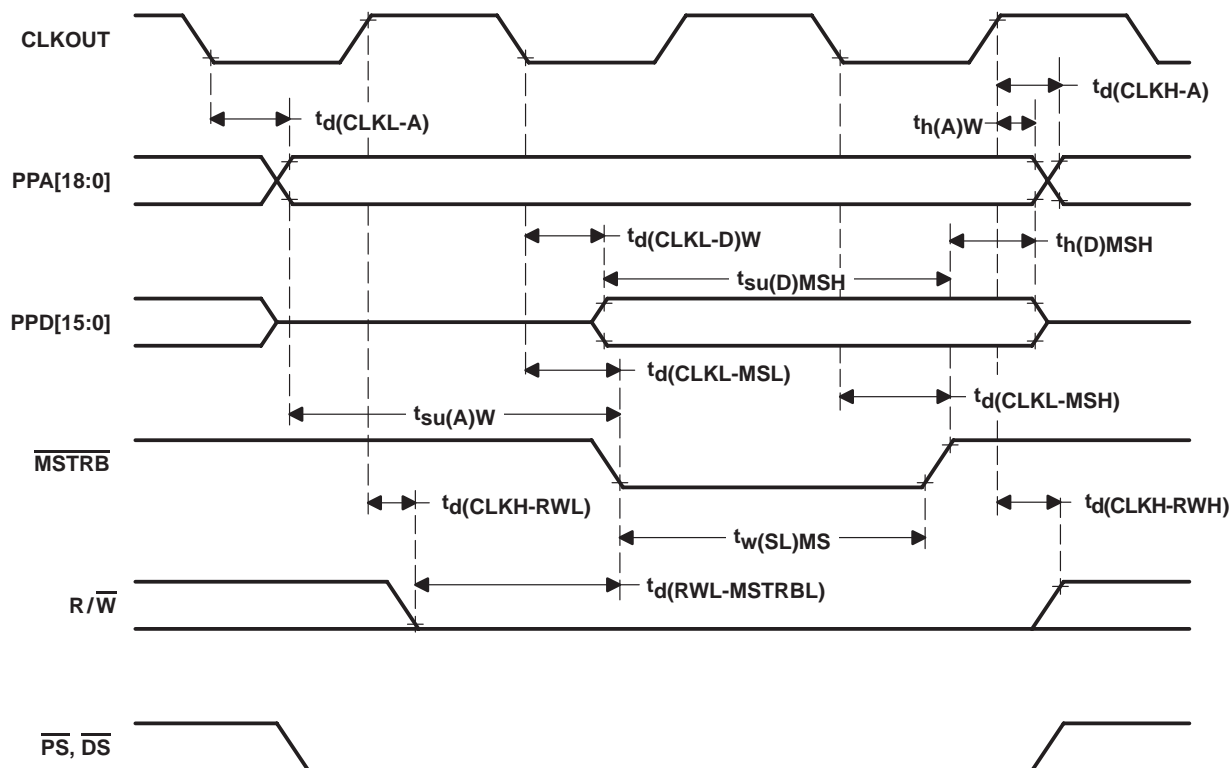 CLKOUT
td(CLKL-A)
td(CLKH-A)
th(A)W
PPA[18:0]
td(CLKL-D)W
th(D)MSH
tsu(D)MSH
PPD[15:0]
td(CLKL-MSL)
td(CLKL-MSH)
tsu(A)W
MSTRB
td(CLKH-RWL)
td(CLKH-RWH)
tw(SL)MS
td(RWL-MSTRBL)
R/W
PS, DS